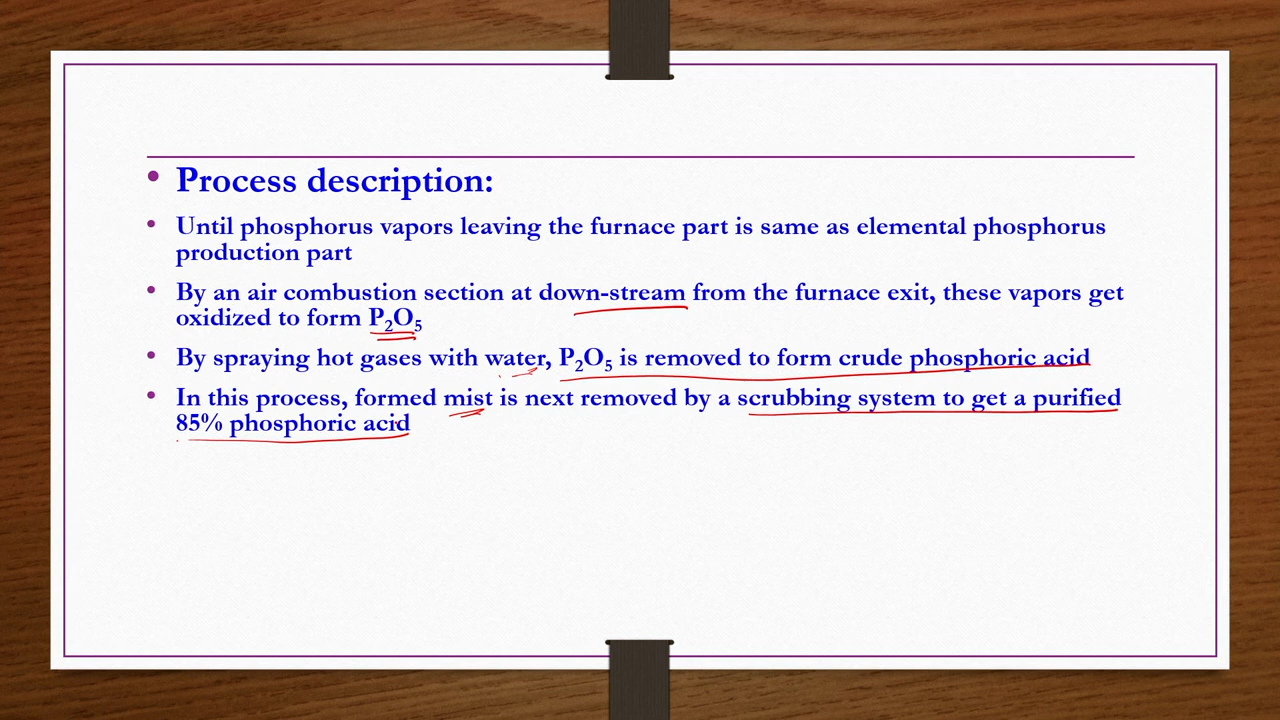 • Process description:
• Until phosphorus vapors leaving the furnace part is same as elemental phosphorus
production part
• By an air combustion section at down-stream from the furnace exit, these vapors get
oxidized to form P₂O₅
• By spraying hot gases with water, P₂O₅ is removed to form crude phosphoric acid
• In this process, formed mist is next removed by a scrubbing system to get a purified
85% phosphoric acid